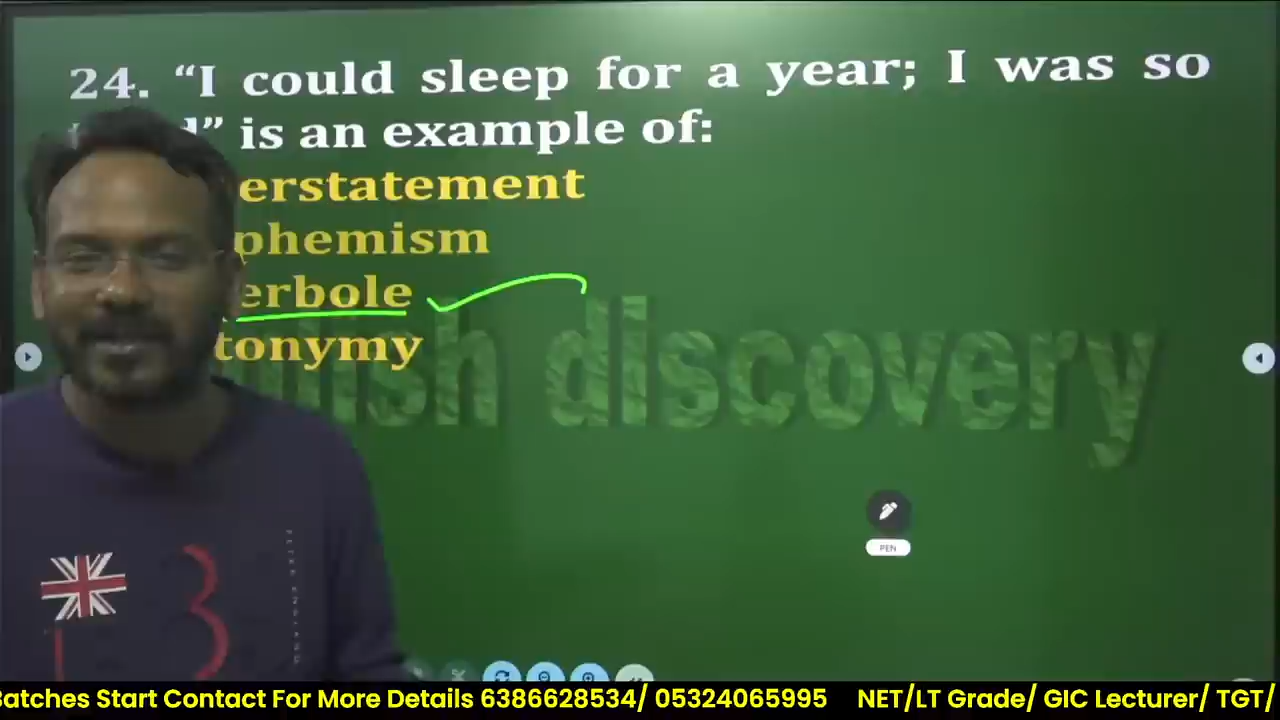 24. “I could sleep for a year; I was so
” is an example of:
erstatement
phemism
erbole
tonymy
discovery
PEN
Batches Start Contact For More Details 6386628534/ 05324065995 NET/LT Grade/ GIC Lecturer/ TGT/